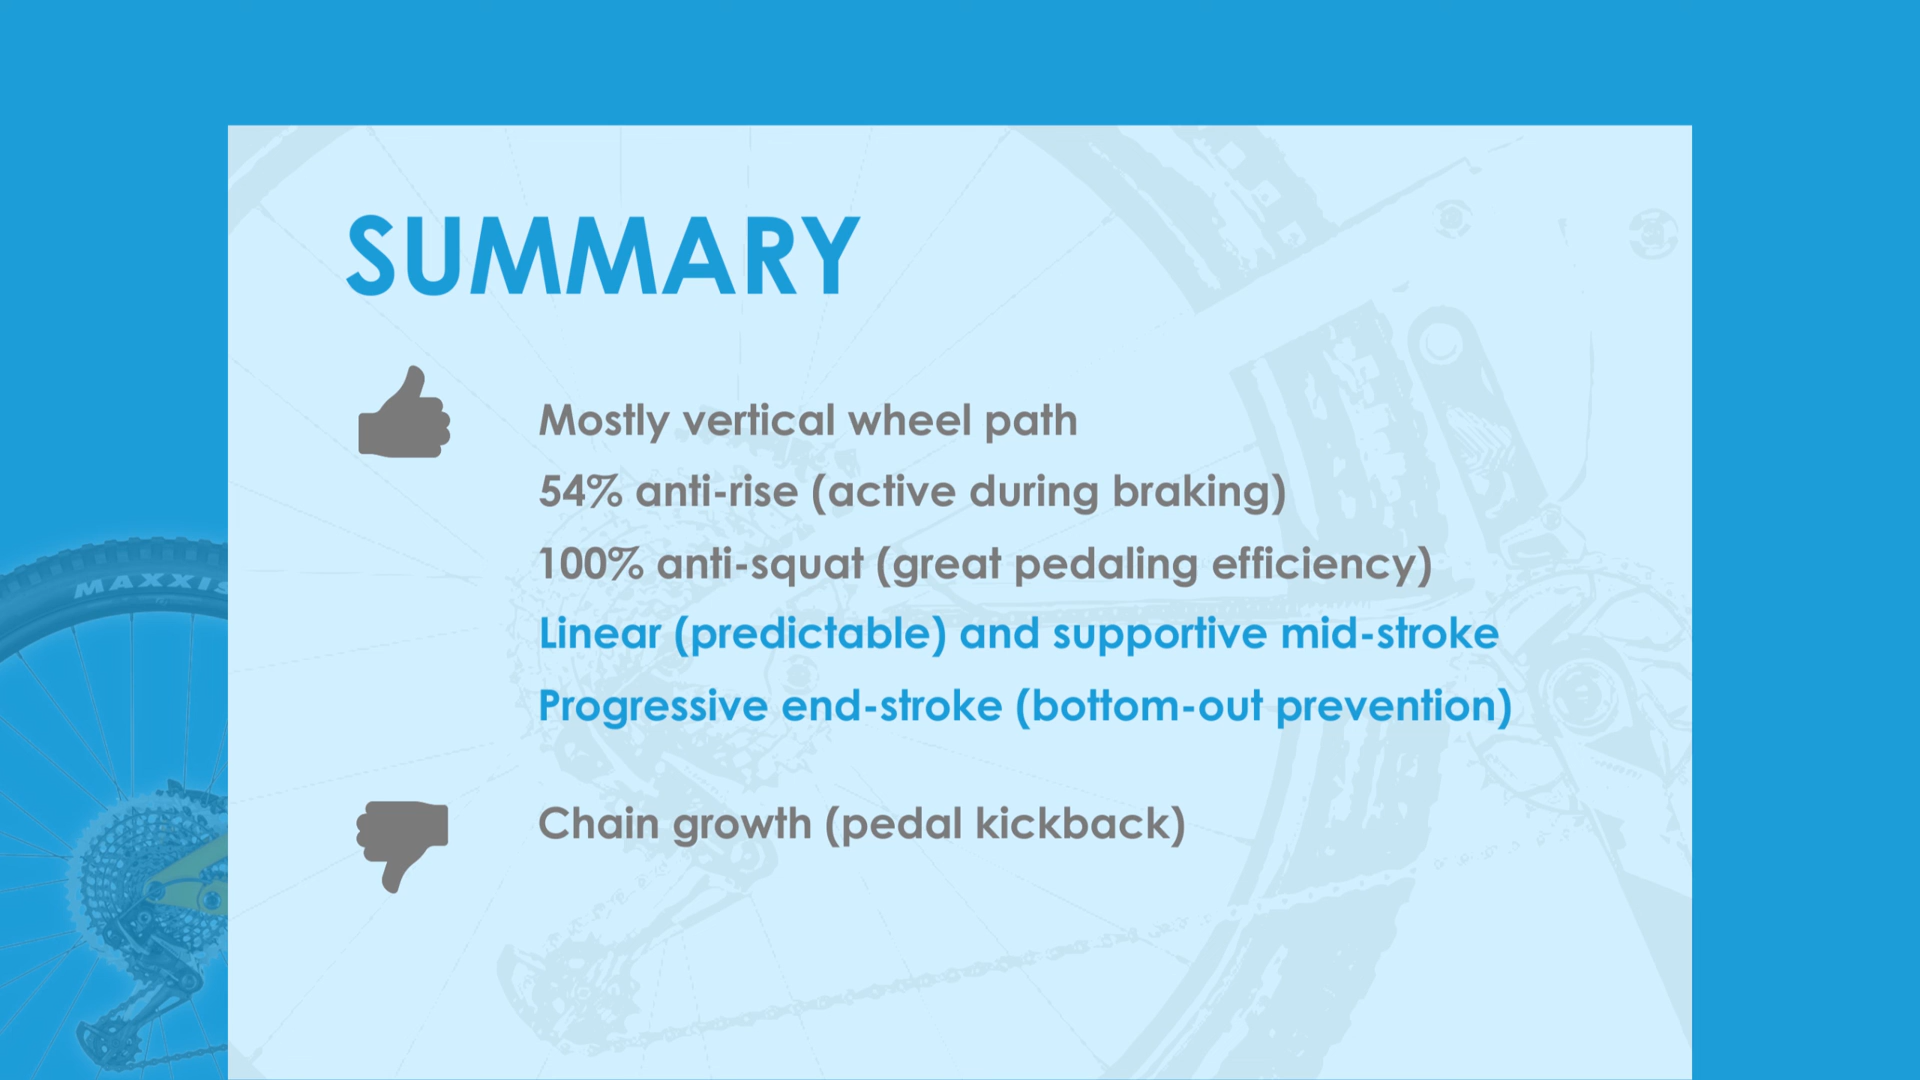 SUMMARY
Mostly vertical wheel path
54% anti-rise (active during braking)
100% anti-squat (great pedaling efficiency)
Linear (predictable) and supportive mid-stroke
Progressive end-stroke (bottom-out prevention)
Chain growth (pedal kickback)
MAXXIS